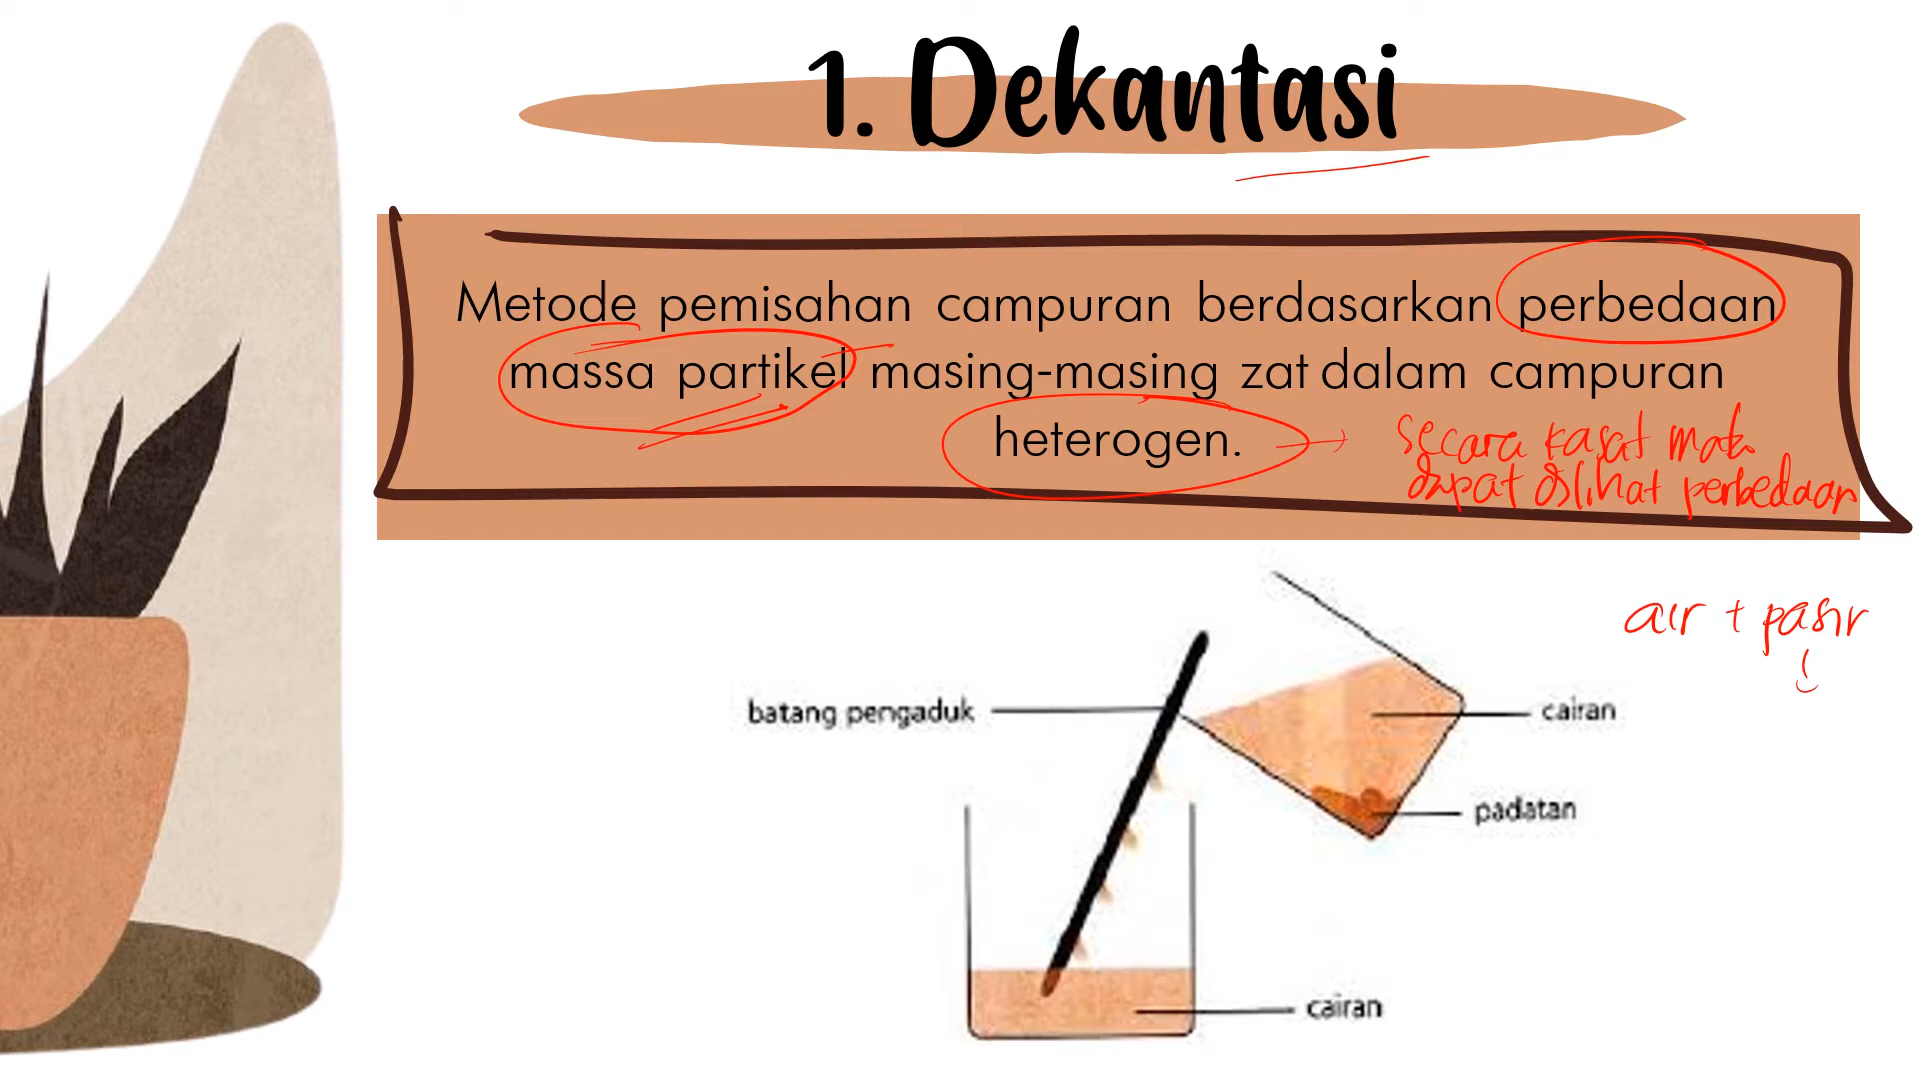 1. Dekantasi
Metode pemisahan campuran berdasarkan perbedaan
massa partikel masing-masing zat dalam campuran
heterogen.
secara kasat mata
dapat dilihat perbedaan
air + pasir
batang pengaduk
cairan
padatan
cairan